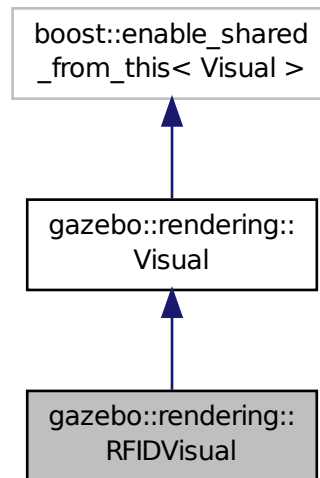 boost::enable_shared
_from_this< Visual >
gazebo::rendering::
Visual
gazebo::rendering::
RFIDVisual